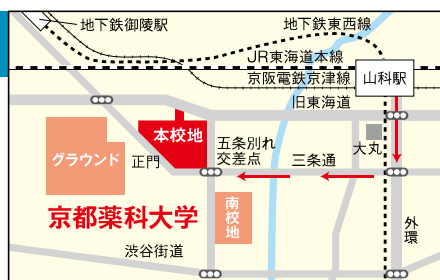 地下鉄御陵駅
地下鉄東西線
JR東海道本線
京阪電鉄京津線
山科駅
旧東海道
本校地
五条別れ
交差点
大丸
グラウンド
正門
三条通
京都薬科大学
南校地
外環
渋谷街道